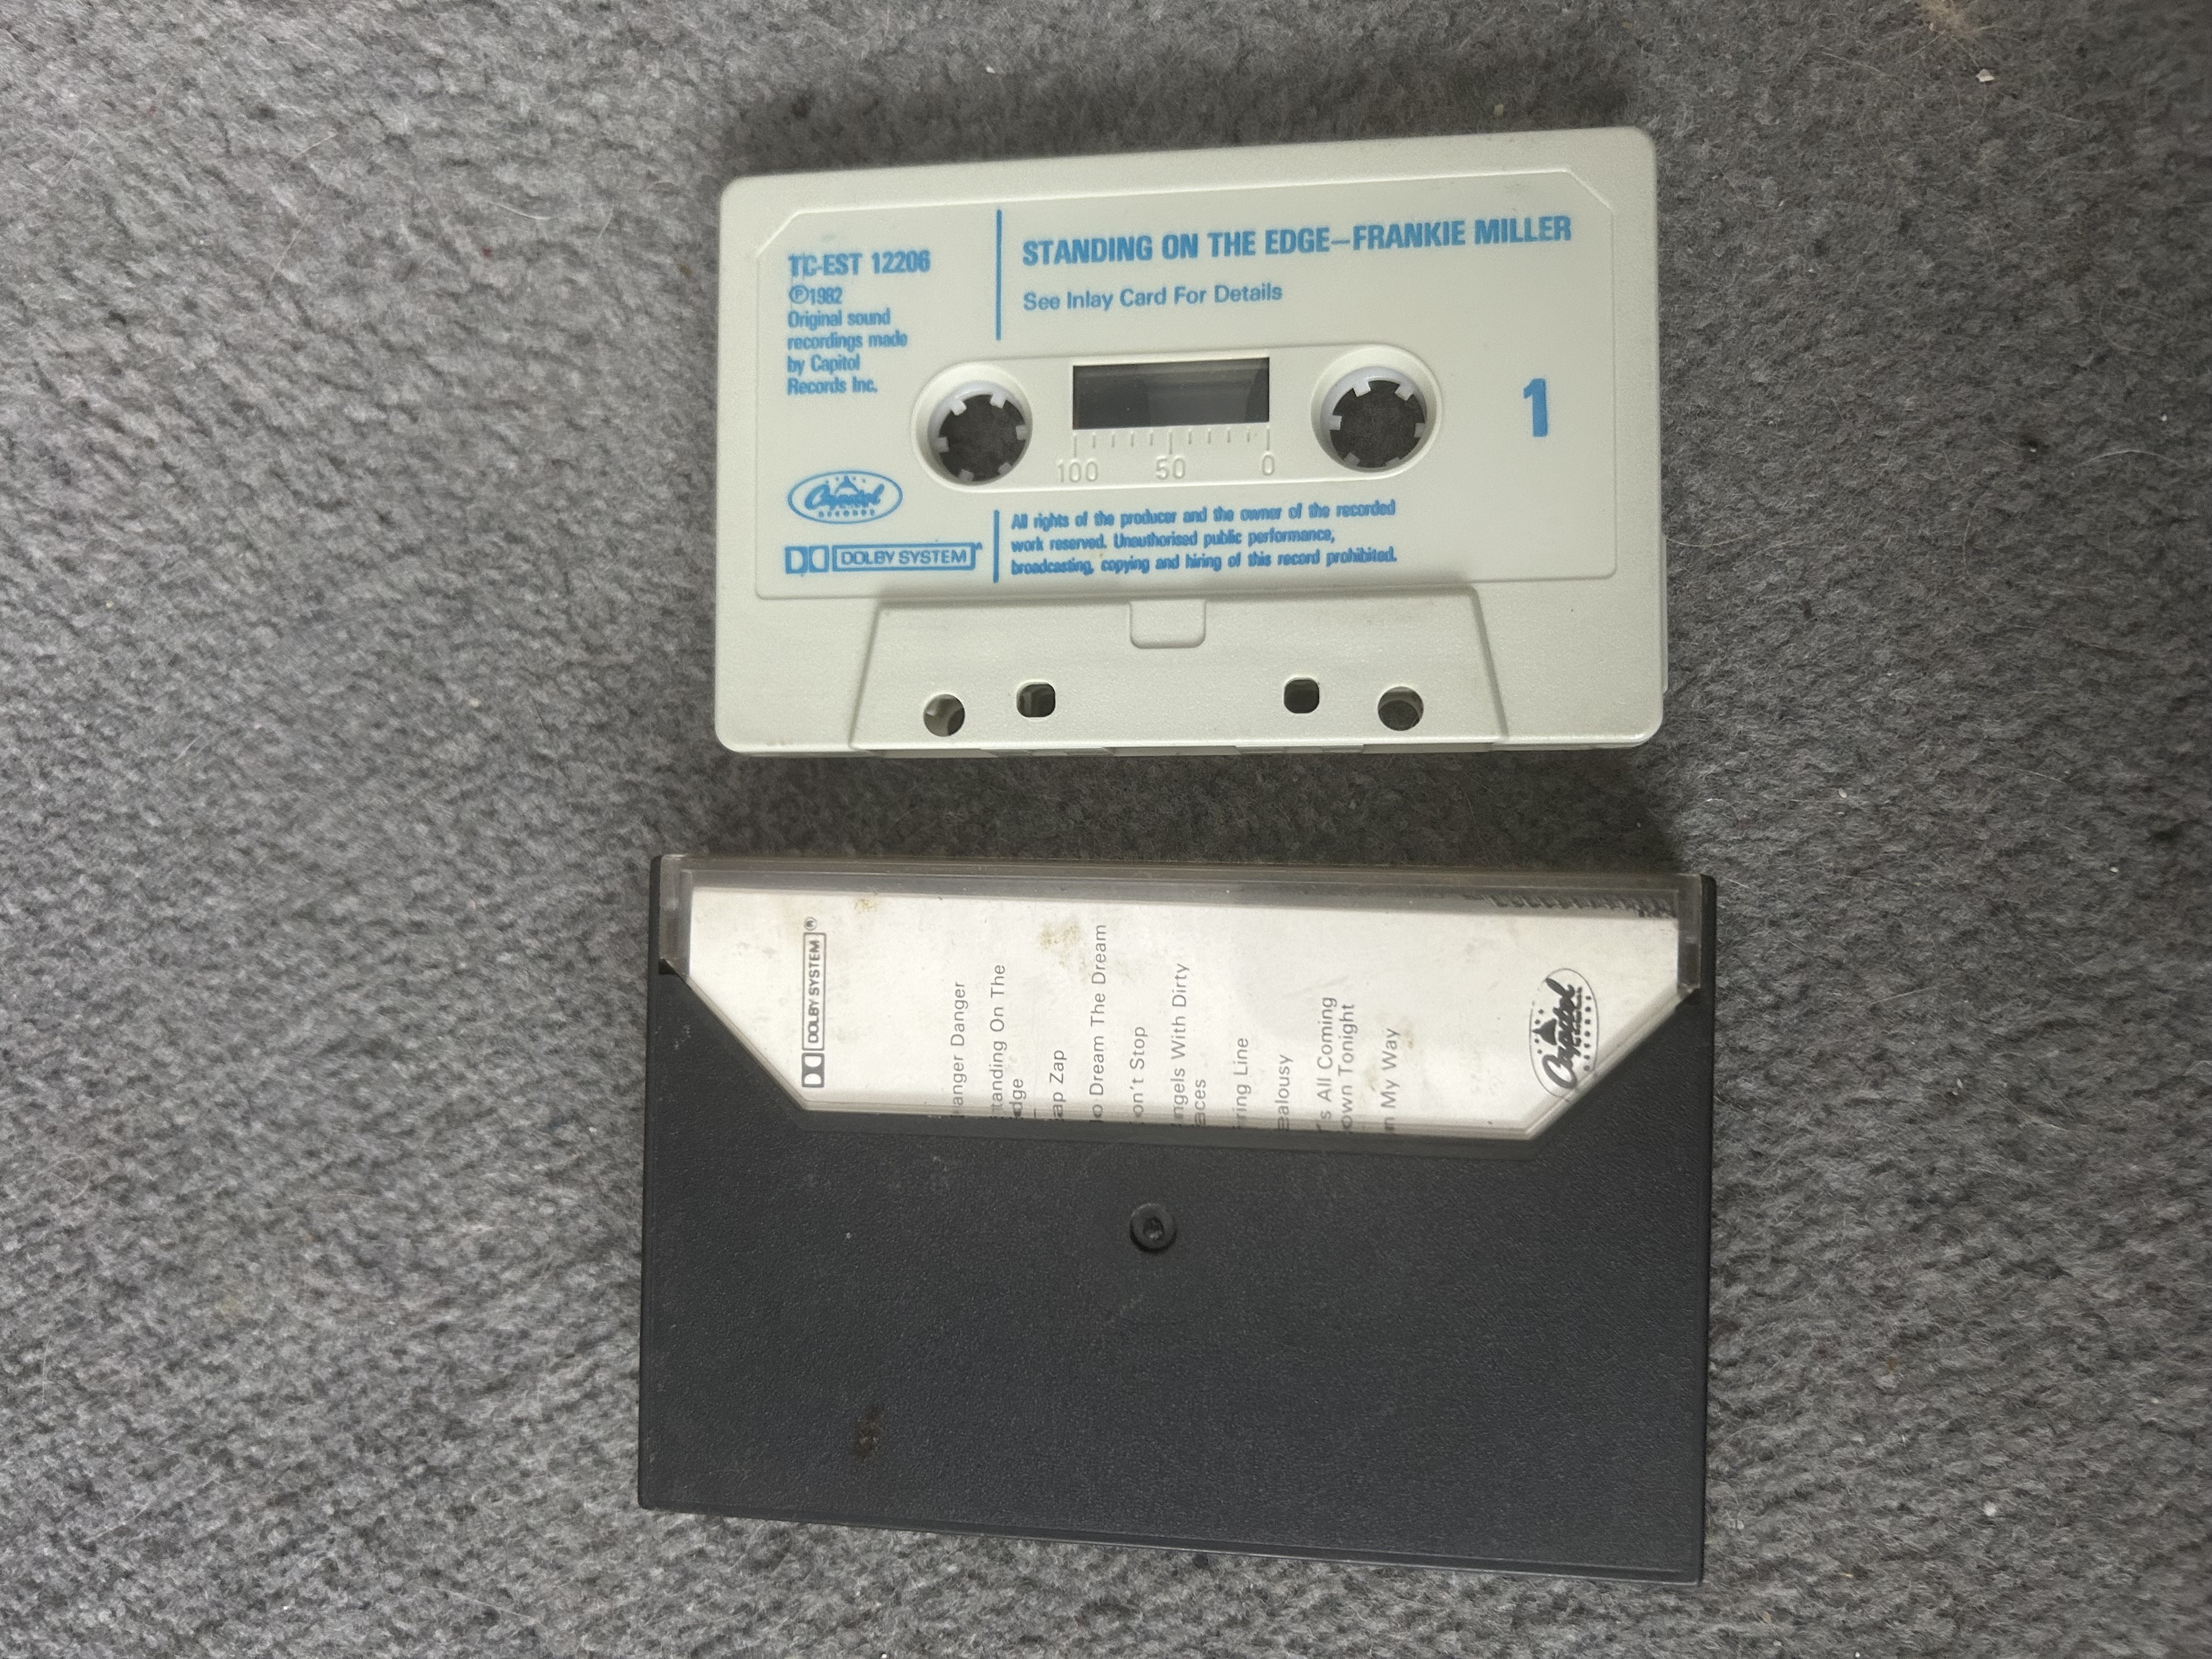 TC-EST 12206
Ⓟ1982
Original sound
recordings made
by Capitol
Records Inc.
STANDING ON THE EDGE–FRANKIE MILLER
See Inlay Card For Details
1
100 50 0
Capitol
RECORDS
DOLBY SYSTEM
All rights of the producer and the owner of the recorded
work reserved. Unauthorised public performance,
broadcasting, copying and hiring of this record prohibited.
DOLBY SYSTEM®
anger Danger
tanding On The
dge
ap Zap
o Dream The Dream
on't Stop
ngels With Dirty
aces
ring Line
ealousy
's All Coming
own Tonight
n My Way
Capitol
RECORDS